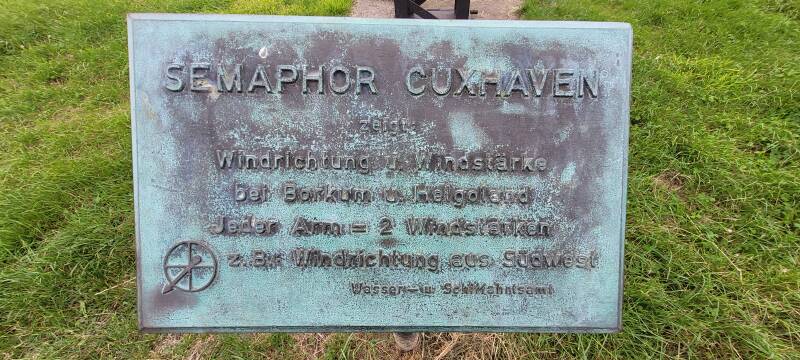 SEMAPHOR CUXHAVEN
zeigt:
Windrichtung u. Windstärke
bei Borkum u. Helgoland
Jeder Arm = 2 Windstärken
z.B.: Windrichtung aus Südwest
Wasser-u. Schiffahrtsamt